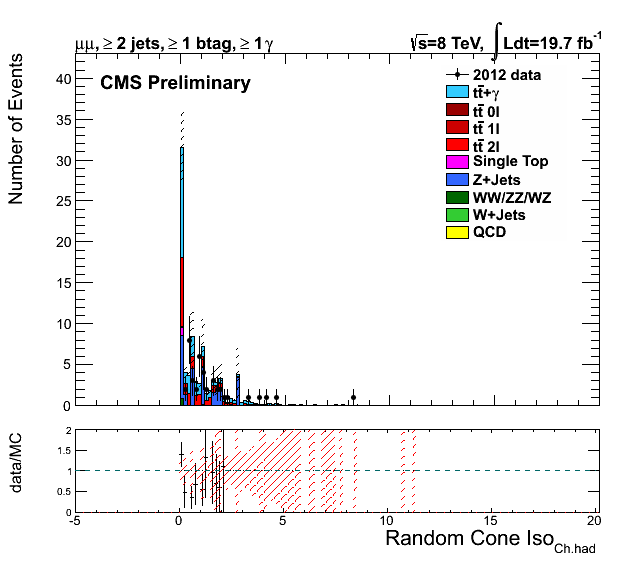 μμ, ≥ 2 jets, ≥ 1 btag, ≥ 1 γ
√s=8 TeV, ∫ Ldt=19.7 fb⁻¹
Number of Events
CMS Preliminary
2012 data
tt̄+γ
tt̄ 0l
tt̄ 1l
tt̄ 2l
Single Top
Z+Jets
WW/ZZ/WZ
W+Jets
QCD
40
35
30
25
20
15
10
5
0
data/MC
2
1.5
1
0.5
0
-5 0 5 10 15 20
Random Cone Iso_Ch.had